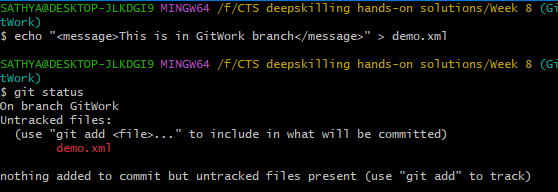 SATHYA@DESKTOP-JLKDGI9 MINGW64 /f/CTS deepskilling hands-on solutions/Week 8 (Gi
tWork)
$ echo "<message>This is in GitWork branch</message>" > demo.xml
SATHYA@DESKTOP-JLKDGI9 MINGW64 /f/CTS deepskilling hands-on solutions/Week 8 (Gi
tWork)
$ git status
On branch GitWork
Untracked files:
  (use "git add <file>..." to include in what will be committed)
        demo.xml
nothing added to commit but untracked files present (use "git add" to track)